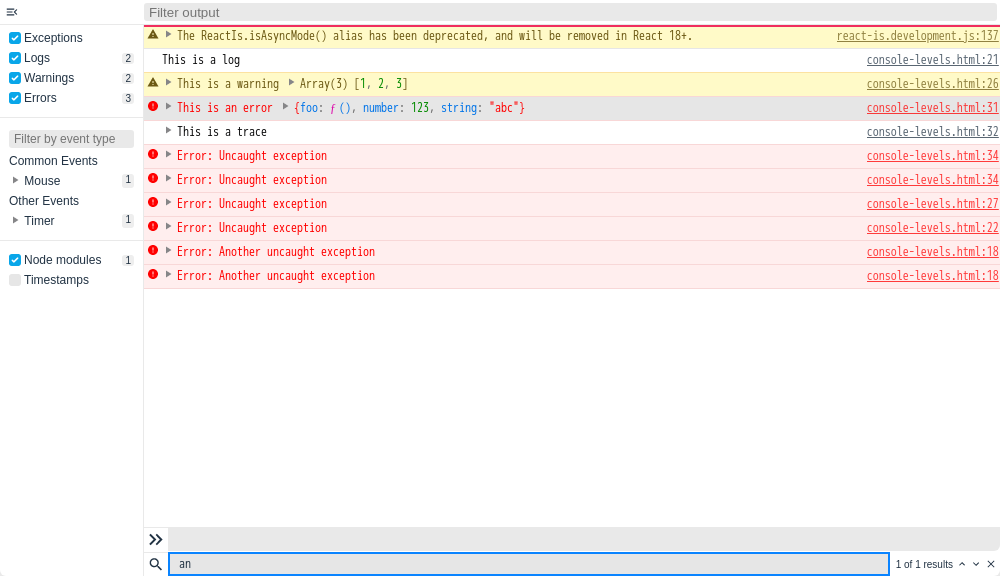 Filter output
Exceptions
Logs 2
Warnings 2
Errors 3
Filter by event type
Common Events
Mouse 1
Other Events
Timer 1
Node modules 1
Timestamps
The ReactIs.isAsyncMode() alias has been deprecated, and will be removed in React 18+. react-is.development.js:137
This is a log console-levels.html:21
This is a warning Array(3) [1, 2, 3] console-levels.html:26
This is an error {foo: ƒ (), number: 123, string: "abc"} console-levels.html:31
This is a trace console-levels.html:32
Error: Uncaught exception console-levels.html:34
Error: Uncaught exception console-levels.html:34
Error: Uncaught exception console-levels.html:27
Error: Uncaught exception console-levels.html:22
Error: Another uncaught exception console-levels.html:18
Error: Another uncaught exception console-levels.html:18
an 1 of 1 results